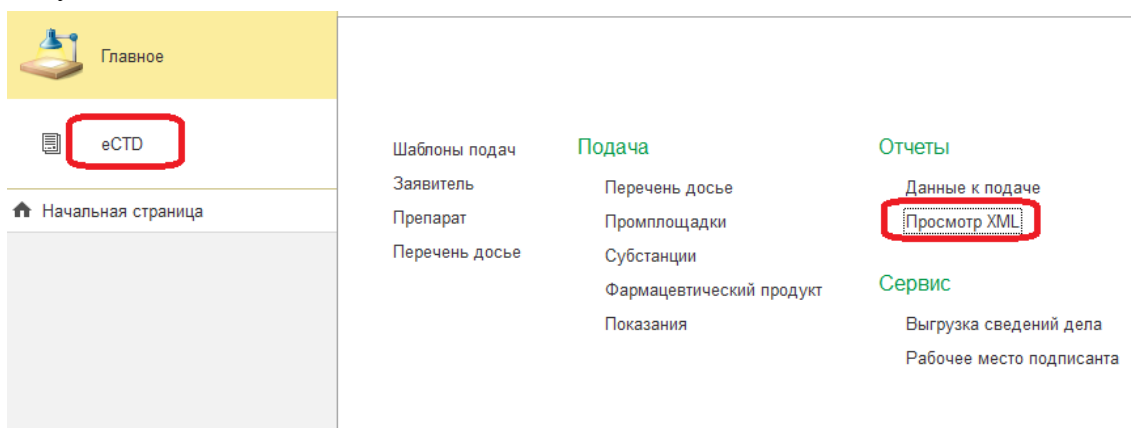 Главное
eCTD
Начальная страница
Шаблоны подач
Заявитель
Препарат
Перечень досье
Подача
Перечень досье
Промплощадки
Субстанции
Фармацевтический продукт
Показания
Отчеты
Данные к подаче
Просмотр XML
Сервис
Выгрузка сведений дела
Рабочее место подписанта